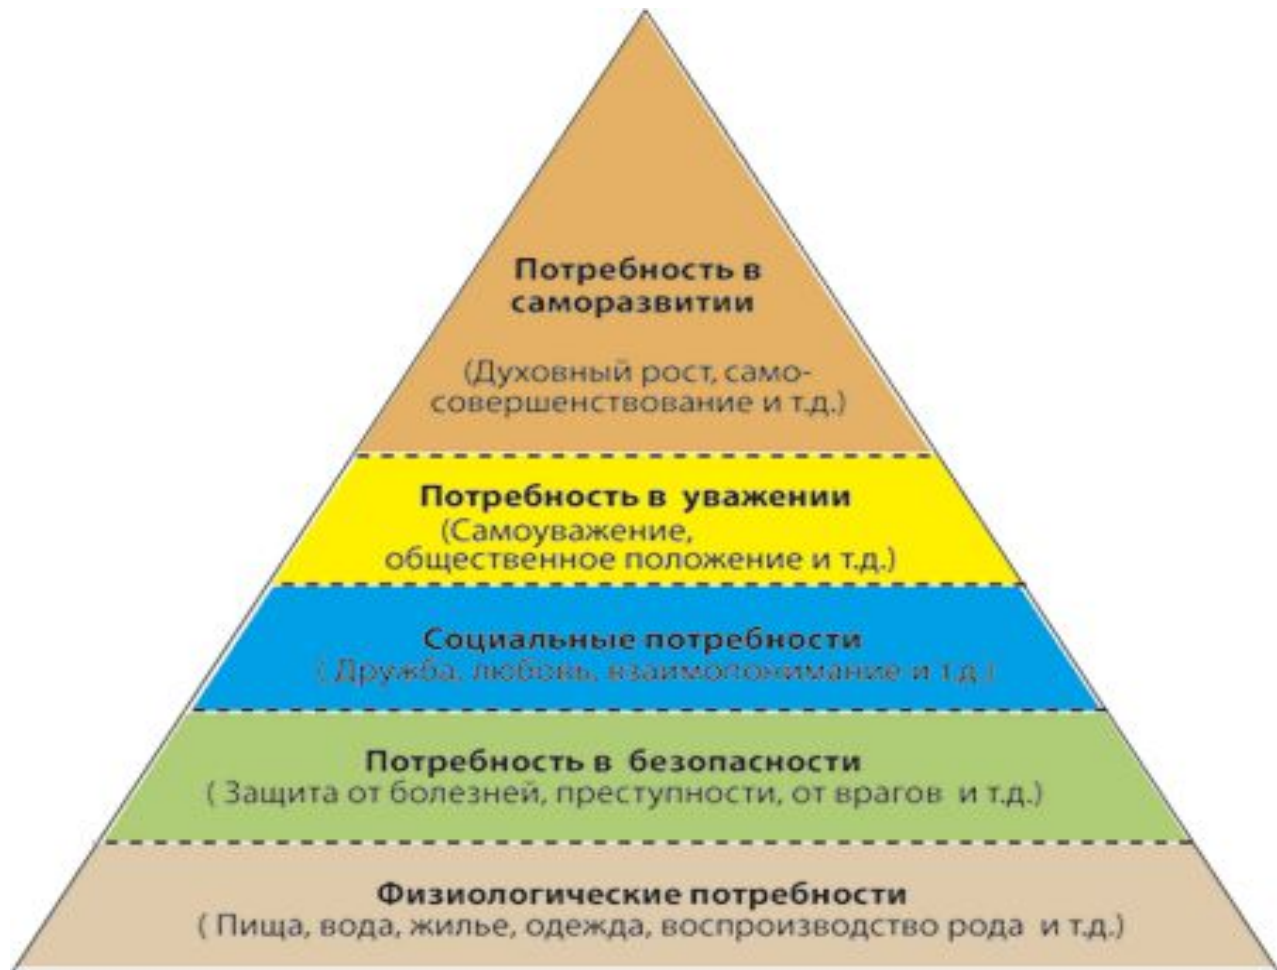 Потребность в
саморазвитии
(Духовный рост, само-
совершенствование и т.д.)
Потребность в уважении
(Самоуважение,
общественное положение и т.д.)
Социальные потребности
( Дружба, любовь, взаимопонимание и т.д.)
Потребность в безопасности
( Защита от болезней, преступности, от врагов и т.д.)
Физиологические потребности
( Пища, вода, жилье, одежда, воспроизводство рода и т.д.)